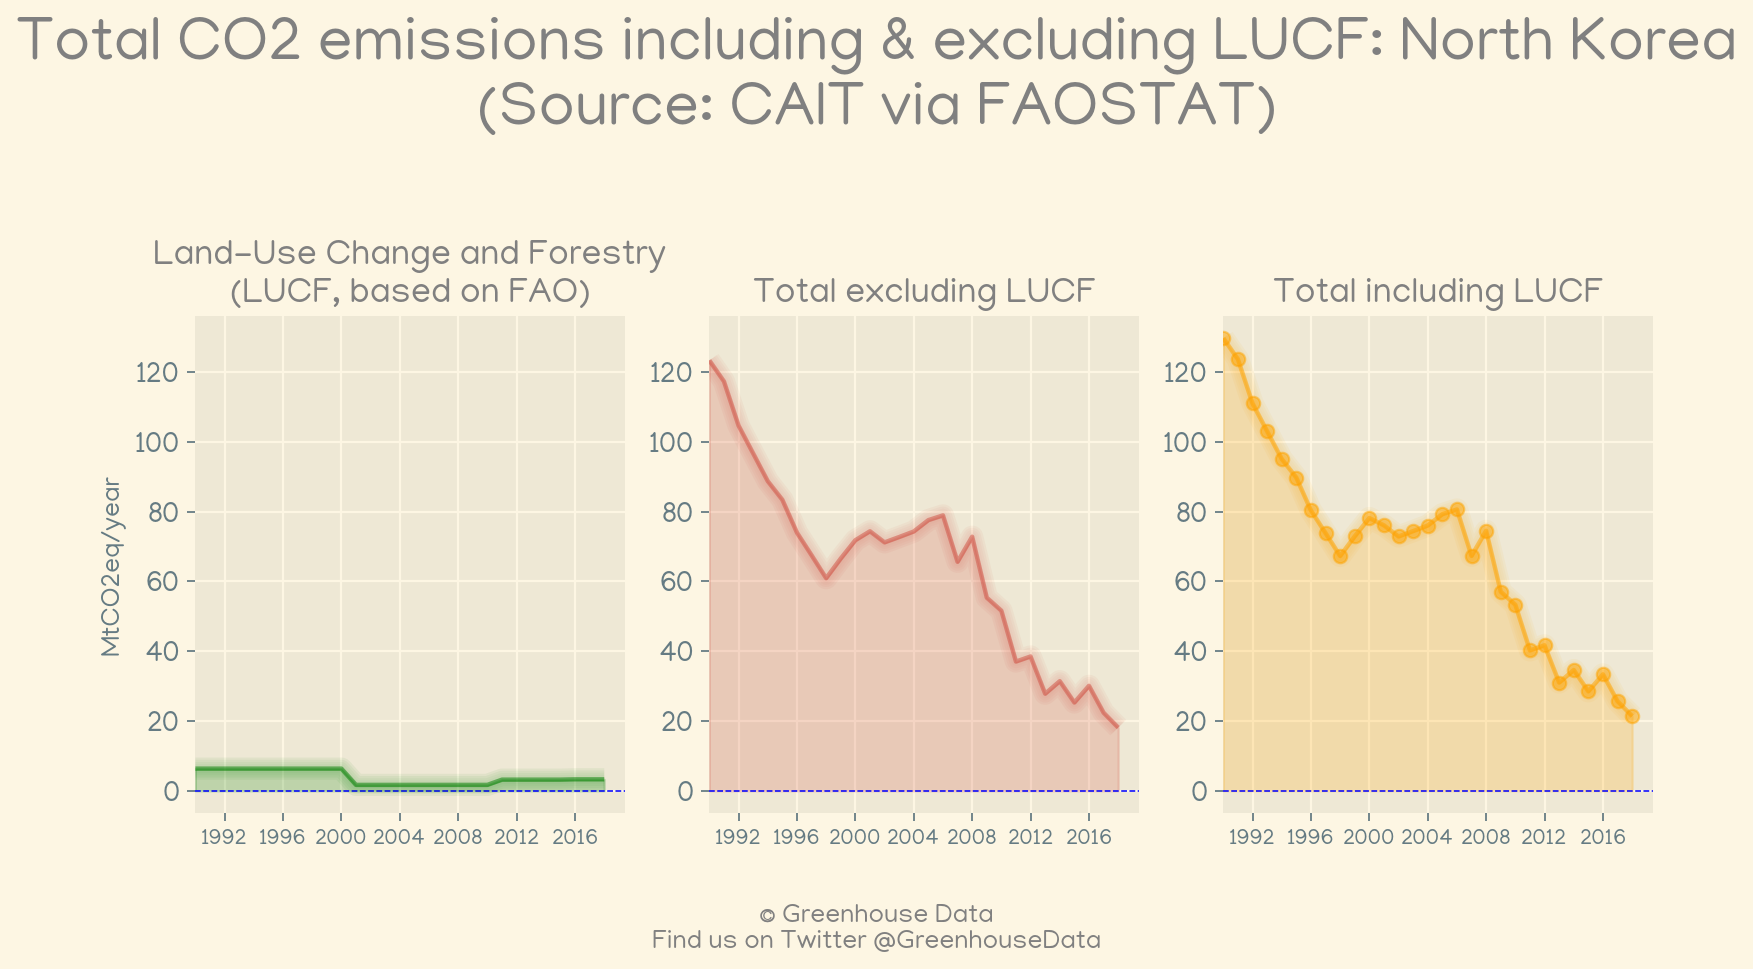 Total CO2 emissions including & excluding LUCF: North Korea
(Source: CAIT via FAOSTAT)
Land-Use Change and Forestry
(LUCF, based on FAO)
Total excluding LUCF
Total including LUCF
MtCO2eq/year
120
100
80
60
40
20
0
1992 1996 2000 2004 2008 2012 2016
120
100
80
60
40
20
0
1992 1996 2000 2004 2008 2012 2016
120
100
80
60
40
20
0
1992 1996 2000 2004 2008 2012 2016
© Greenhouse Data
Find us on Twitter @GreenhouseData